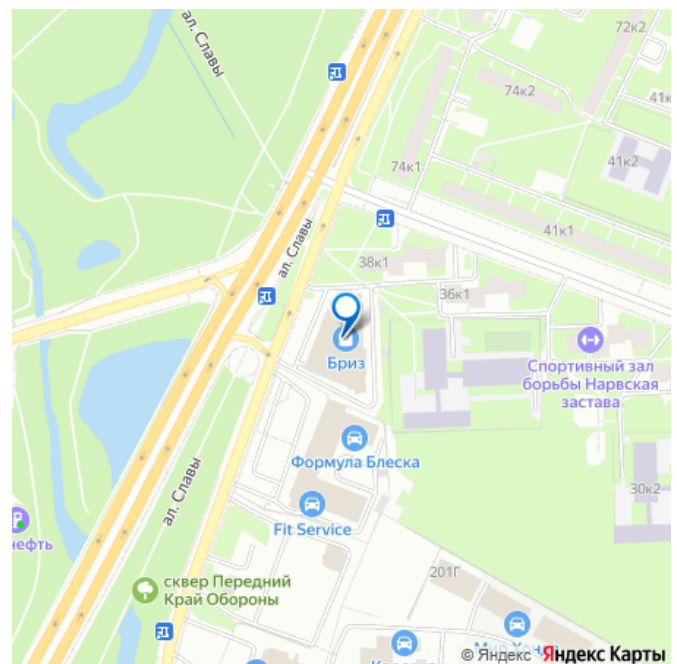 72к2
ал. Славы
74к2
41к
41к2
74к1
ал. Славы
41к1
38к1
36к1
Бриз
Спортивный зал
борьбы Нарвская
застава
Формула Блеска
ал. Славы
30к2
Fit Service
нефть
201Г
сквер Передний
Край Обороны
© Яндекс Яндекс Карты